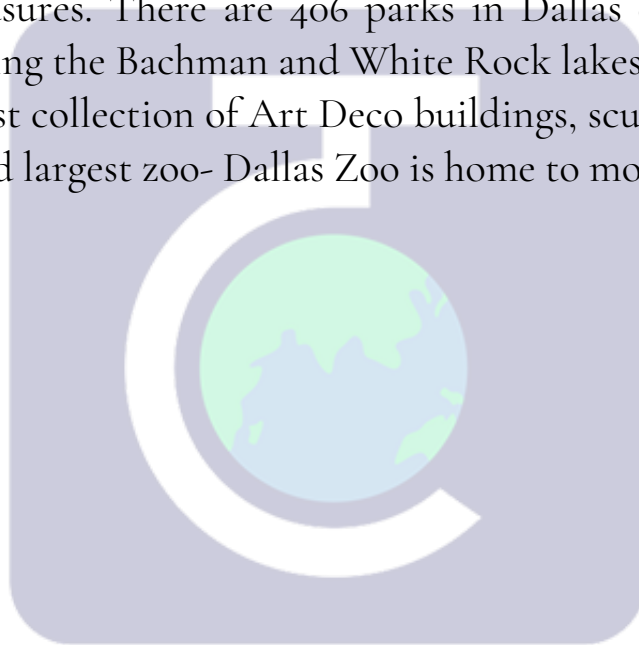 sures. There are 406 parks in Dallas
ng the Bachman and White Rock lakes
st collection of Art Deco buildings, scu
d largest zoo- Dallas Zoo is home to mo